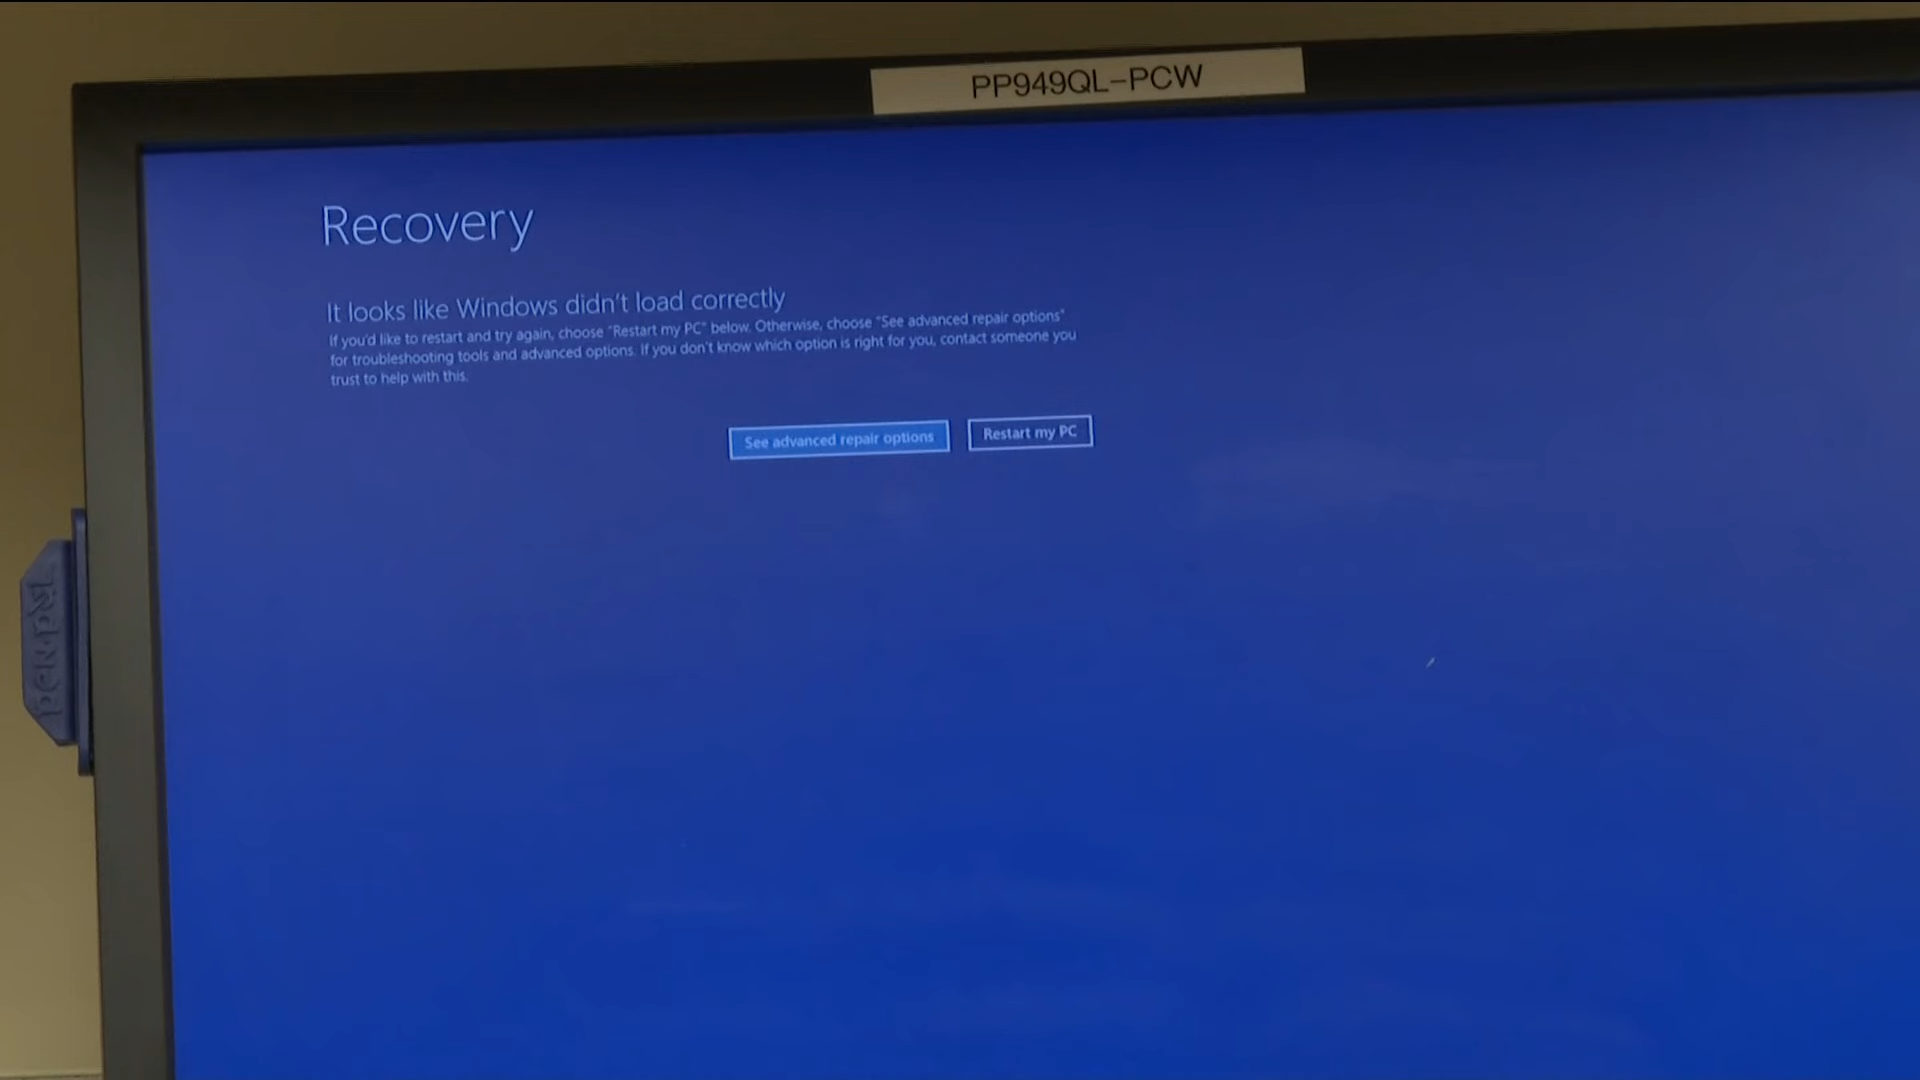 PP949QL-PCW
Recovery
It looks like Windows didn't load correctly
If you'd like to restart and try again, choose "Restart my PC" below. Otherwise, choose "See advanced repair options"
for troubleshooting tools and advanced options. If you don't know which option is right for you, contact someone you
trust to help with this.
See advanced repair options
Restart my PC